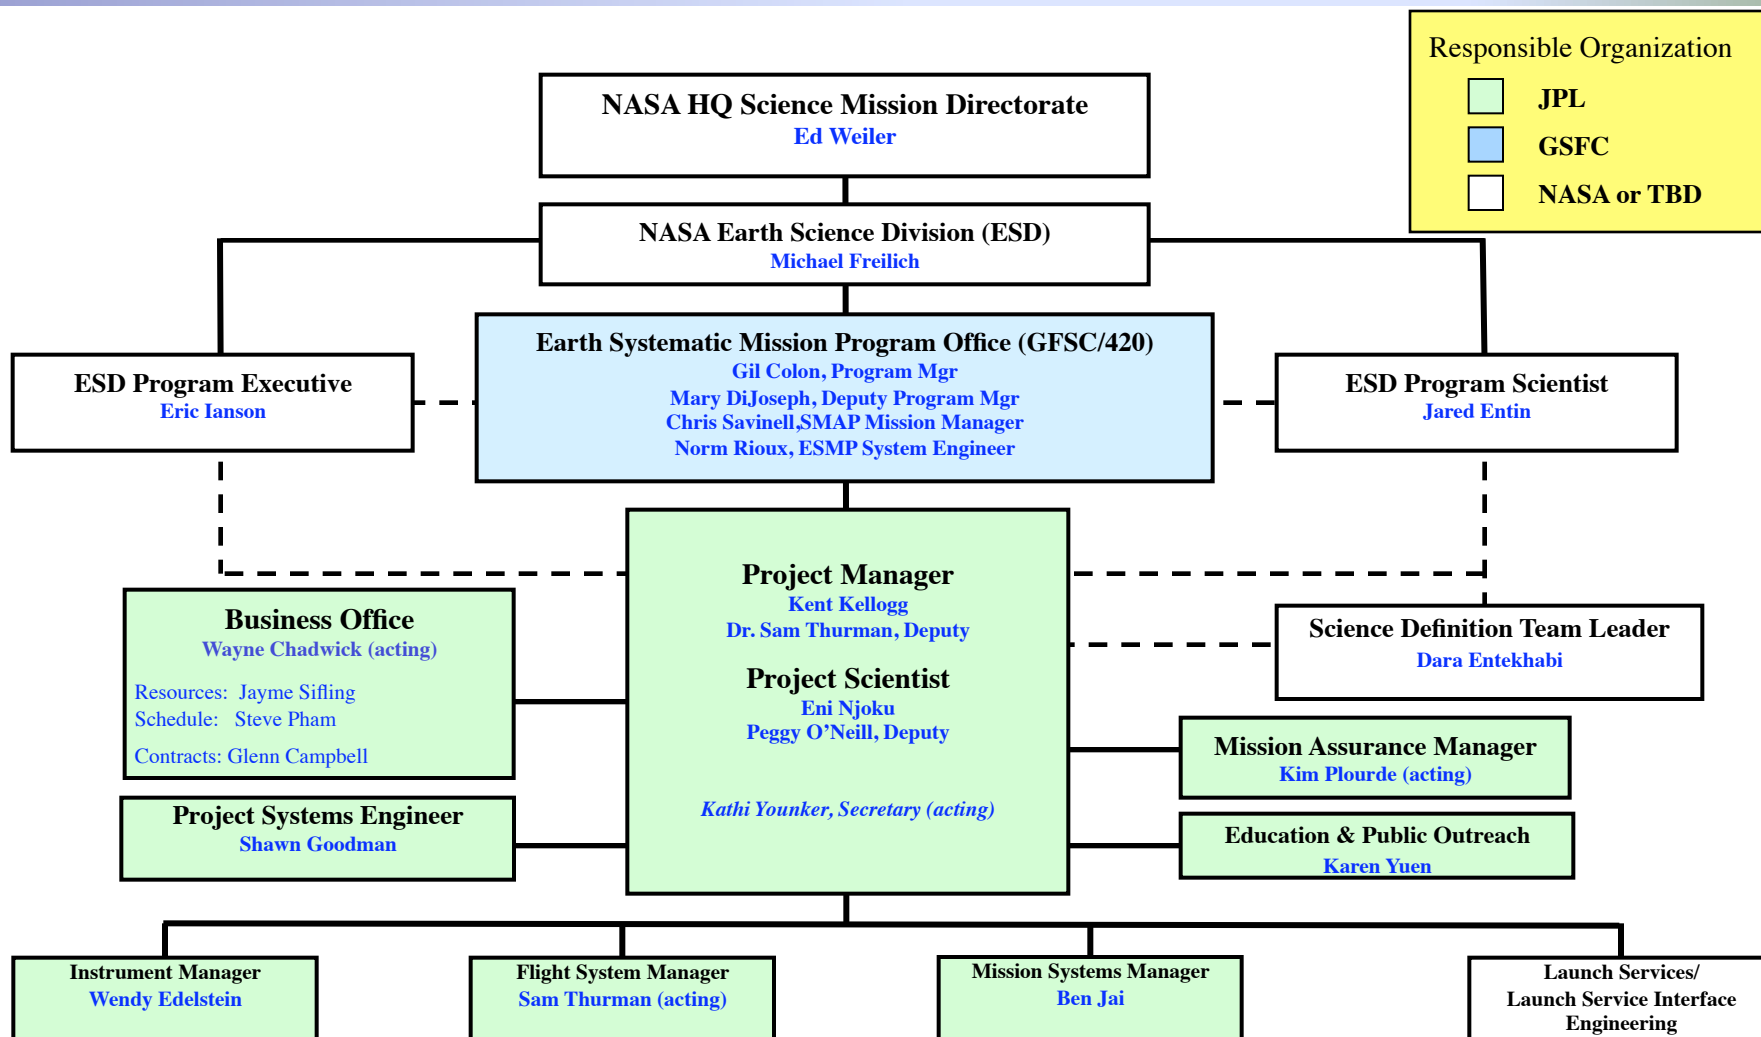 Responsible Organization
JPL
GSFC
NASA or TBD
NASA HQ Science Mission Directorate
Ed Weiler
NASA Earth Science Division (ESD)
Michael Freilich
Earth Systematic Mission Program Office (GFSC/420)
Gil Colon, Program Mgr
Mary DiJoseph, Deputy Program Mgr
Chris Savinell,SMAP Mission Manager
Norm Rioux, ESMP System Engineer
ESD Program Executive
Eric Ianson
ESD Program Scientist
Jared Entin
Project Manager
Kent Kellogg
Dr. Sam Thurman, Deputy
Project Scientist
Eni Njoku
Peggy O’Neill, Deputy
Kathi Younker, Secretary (acting)
Business Office
Wayne Chadwick (acting)
Resources: Jayme Sifling
Schedule: Steve Pham
Contracts: Glenn Campbell
Science Definition Team Leader
Dara Entekhabi
Mission Assurance Manager
Kim Plourde (acting)
Project Systems Engineer
Shawn Goodman
Education & Public Outreach
Karen Yuen
Instrument Manager
Wendy Edelstein
Flight System Manager
Sam Thurman (acting)
Mission Systems Manager
Ben Jai
Launch Services/
Launch Service Interface
Engineering